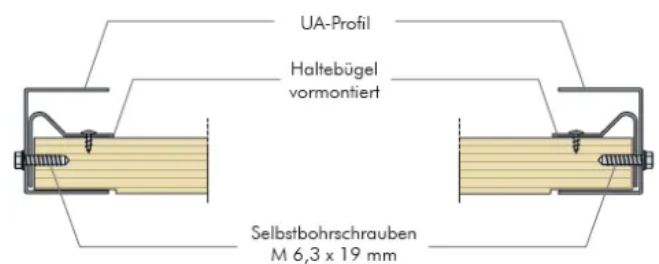 UA-Profil
Haltebügel
vormontiert
Selbstbohrschrauben
M 6,3 x 19 mm